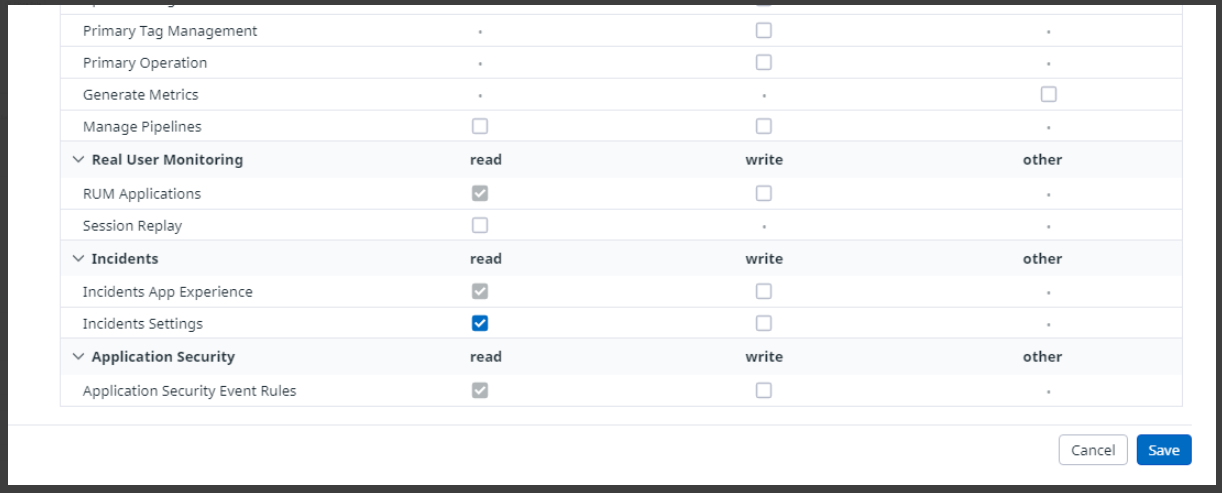 Primary Tag Management
Primary Operation
Generate Metrics
Manage Pipelines
Real User Monitoring read write other
RUM Applications
Session Replay
Incidents read write other
Incidents App Experience
Incidents Settings
Application Security read write other
Application Security Event Rules
Cancel Save